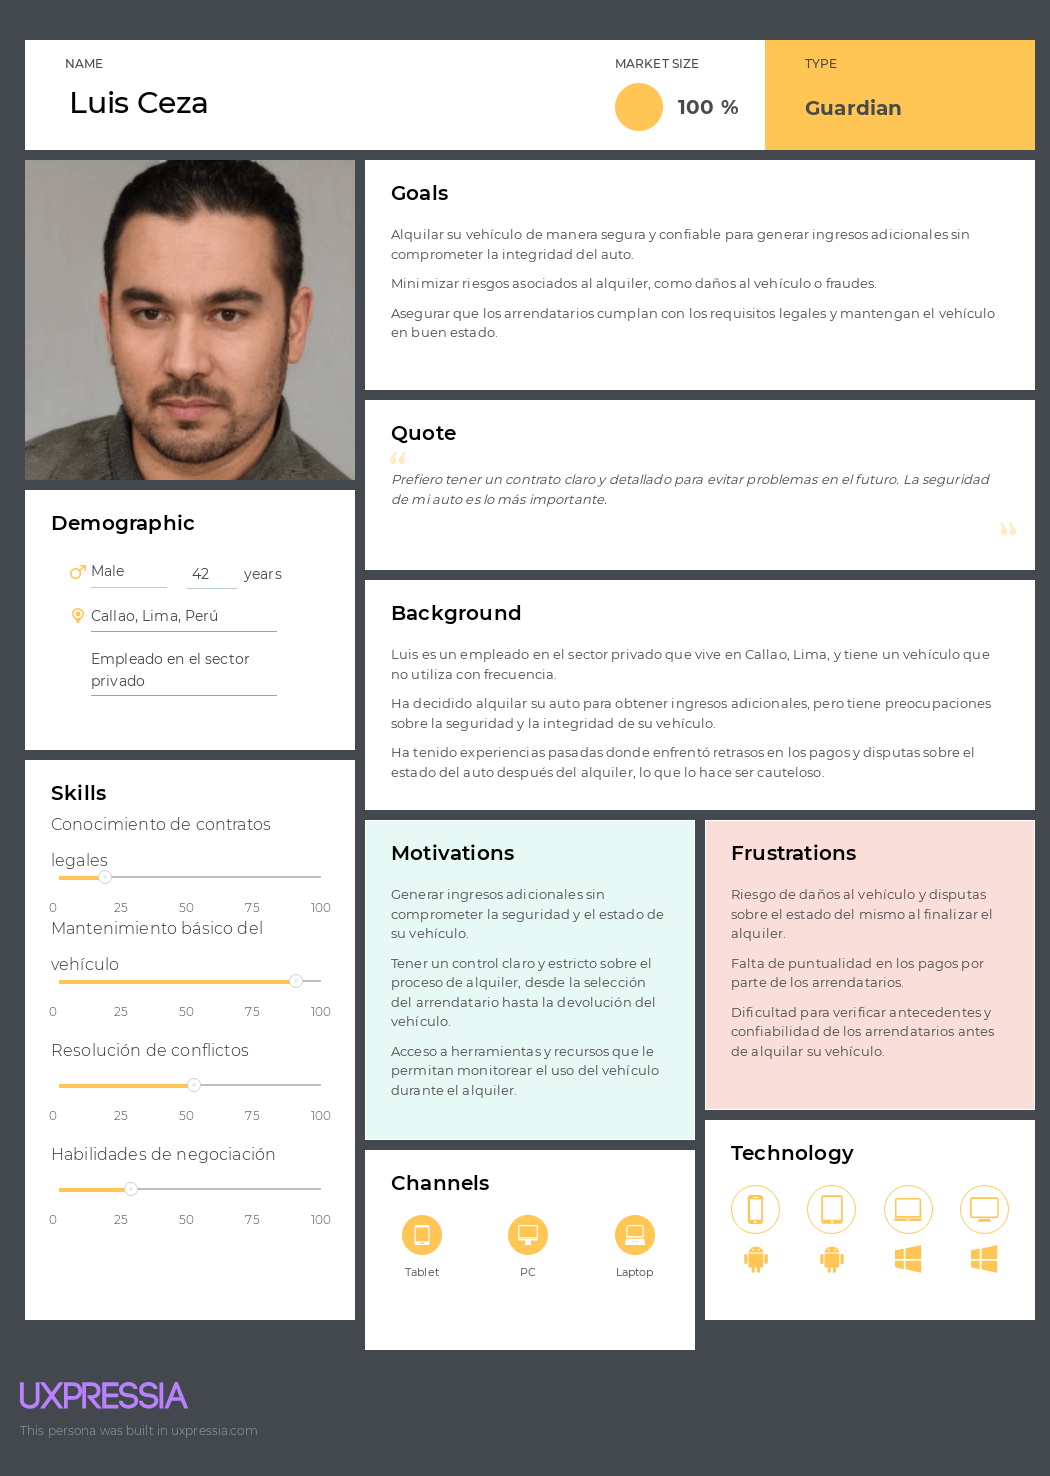 NAME
Luis Ceza
MARKET SIZE
100 %
TYPE
Guardian
Goals
Alquilar su vehículo de manera segura y confiable para generar ingresos adicionales sin
comprometer la integridad del auto.
Minimizar riesgos asociados al alquiler, como daños al vehículo o fraudes.
Asegurar que los arrendatarios cumplan con los requisitos legales y mantengan el vehículo
en buen estado.
Quote
“
Prefiero tener un contrato claro y detallado para evitar problemas en el futuro. La seguridad
de mi auto es lo más importante.
”
Demographic
Male
42 years
Callao, Lima, Perú
Empleado en el sector
privado
Background
Luis es un empleado en el sector privado que vive en Callao, Lima, y tiene un vehículo que
no utiliza con frecuencia.
Ha decidido alquilar su auto para obtener ingresos adicionales, pero tiene preocupaciones
sobre la seguridad y la integridad de su vehículo.
Ha tenido experiencias pasadas donde enfrentó retrasos en los pagos y disputas sobre el
estado del auto después del alquiler, lo que lo hace ser cauteloso.
Skills
Conocimiento de contratos
legales
0 25 50 75 100
Mantenimiento básico del
vehículo
0 25 50 75 100
Resolución de conflictos
0 25 50 75 100
Habilidades de negociación
0 25 50 75 100
Motivations
Generar ingresos adicionales sin
comprometer la seguridad y el estado de
su vehículo.
Tener un control claro y estricto sobre el
proceso de alquiler, desde la selección
del arrendatario hasta la devolución del
vehículo.
Acceso a herramientas y recursos que le
permitan monitorear el uso del vehículo
durante el alquiler.
Frustrations
Riesgo de daños al vehículo y disputas
sobre el estado del mismo al finalizar el
alquiler.
Falta de puntualidad en los pagos por
parte de los arrendatarios.
Dificultad para verificar antecedentes y
confiabilidad de los arrendatarios antes
de alquilar su vehículo.
Channels
Tablet
PC
Laptop
Technology
UXPRESSIA
This persona was built in uxpressia.com